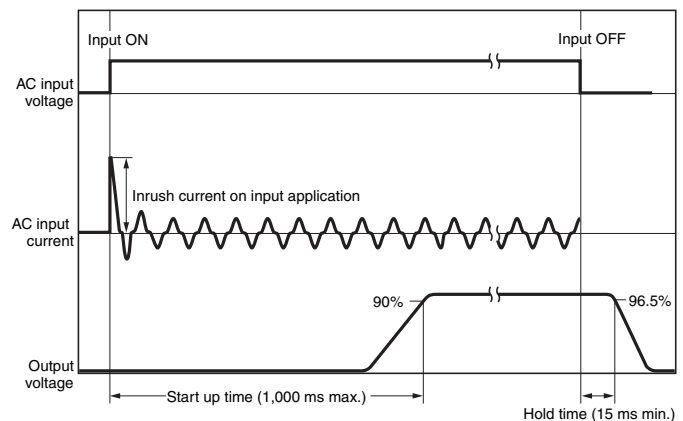 Input ON
Input OFF
AC input
voltage
Inrush current on input application
AC input
current
90%
96.5%
Output
voltage
Start up time (1,000 ms max.)
Hold time (15 ms min.)